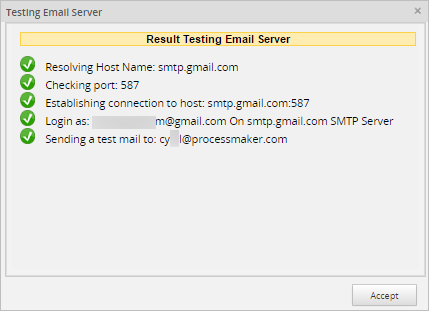 Testing Email Server
Result Testing Email Server
Resolving Host Name: smtp.gmail.com
Checking port: 587
Establishing connection to host: smtp.gmail.com:587
Login as: m@gmail.com On smtp.gmail.com SMTP Server
Sending a test mail to: cy l@processmaker.com
Accept